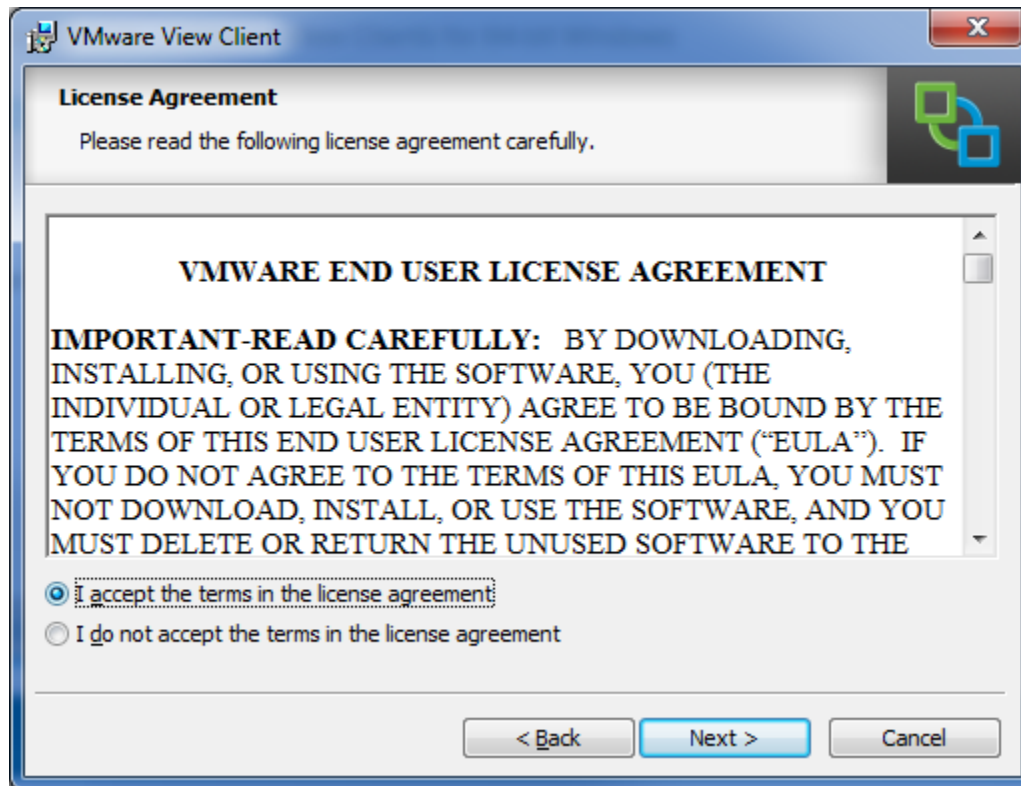 VMware View Client
License Agreement
Please read the following license agreement carefully.
VMWARE END USER LICENSE AGREEMENT
IMPORTANT-READ CAREFULLY:   BY DOWNLOADING,
INSTALLING, OR USING THE SOFTWARE, YOU (THE
INDIVIDUAL OR LEGAL ENTITY) AGREE TO BE BOUND BY THE
TERMS OF THIS END USER LICENSE AGREEMENT (“EULA”).  IF
YOU DO NOT AGREE TO THE TERMS OF THIS EULA, YOU MUST
NOT DOWNLOAD, INSTALL, OR USE THE SOFTWARE, AND YOU
MUST DELETE OR RETURN THE UNUSED SOFTWARE TO THE
I accept the terms in the license agreement
I do not accept the terms in the license agreement
< Back Next > Cancel